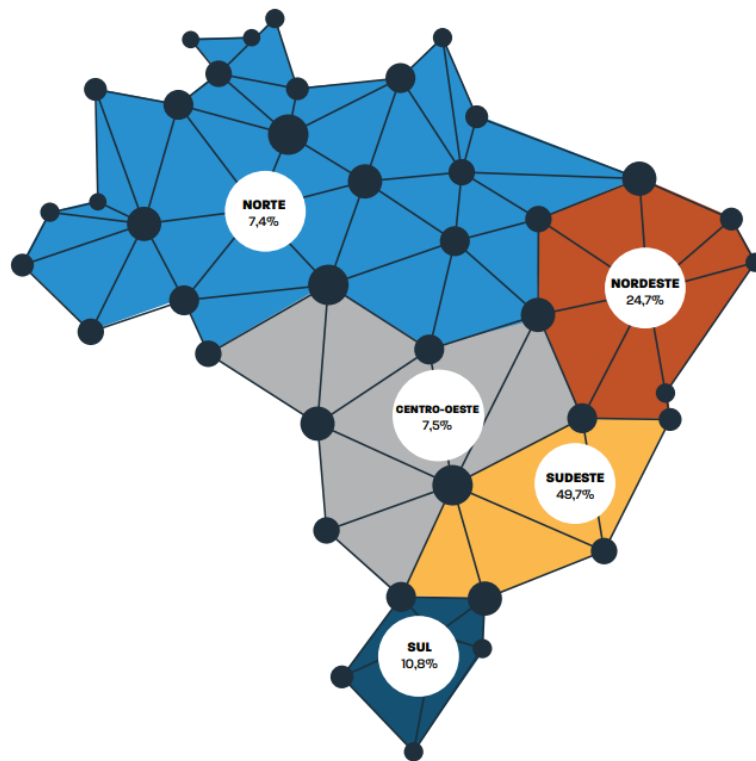 NORTE
7,4%
NORDESTE
24,7%
CENTRO-OESTE
7,5%
SUDESTE
49,7%
SUL
10,8%